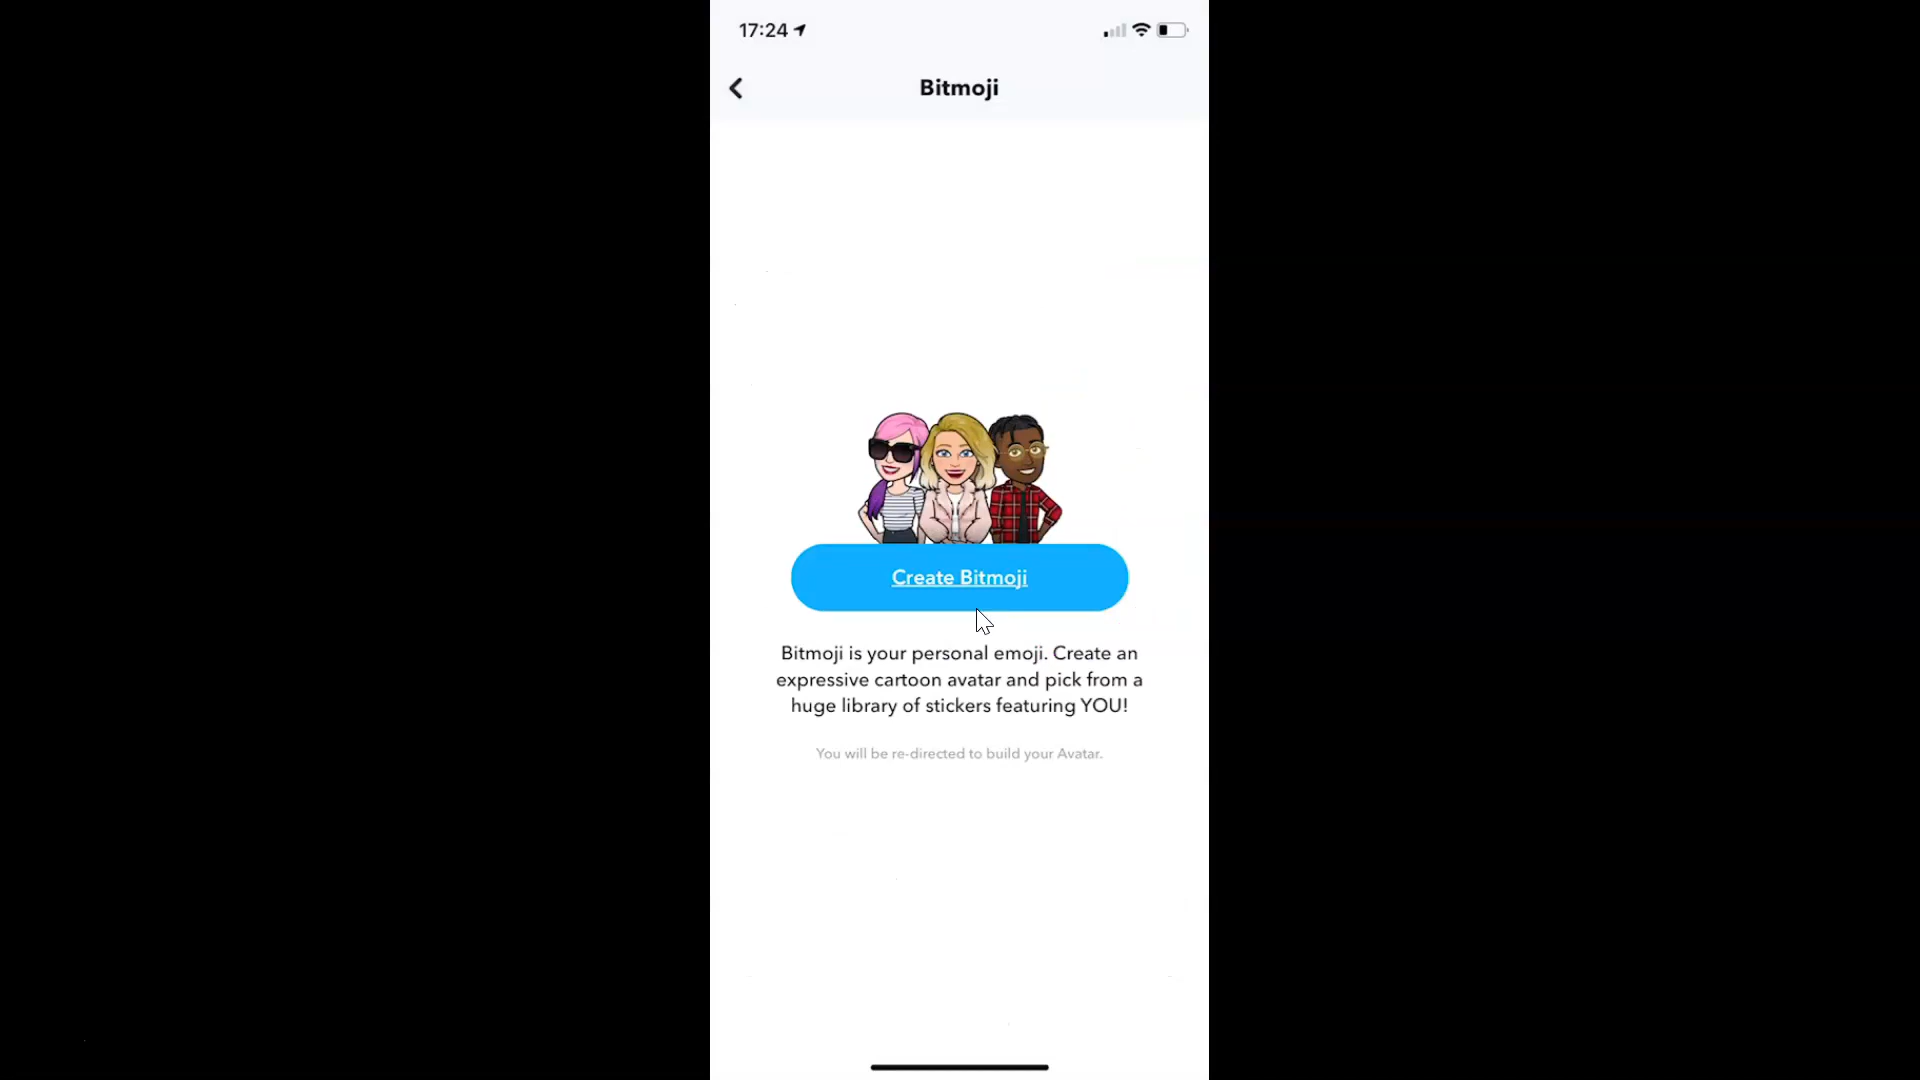 17:24
Bitmoji
Create Bitmoji
Bitmoji is your personal emoji. Create an
expressive cartoon avatar and pick from a
huge library of stickers featuring YOU!
You will be re-directed to build your Avatar.